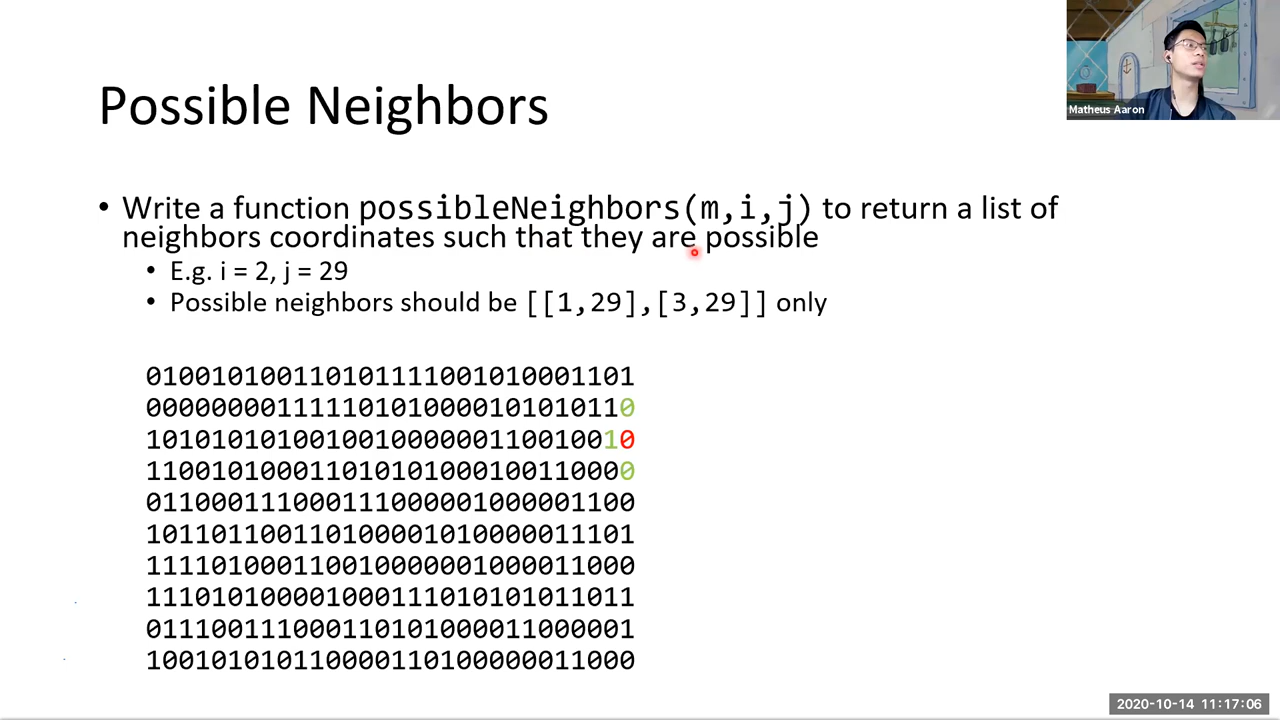 Matheus Aaron
Possible Neighbors
• Write a function possibleNeighbors(m,i,j) to return a list of
neighbors coordinates such that they are possible
• E.g. i = 2, j = 29
• Possible neighbors should be [[1,29],[3,29]] only
010010100110101111001010001101
000000001111101010000101010110
101010101001001000000110010010
110010100011010101000100110000
011000111000111000001000001100
101101100110100001010000011101
111101000110010000001000011000
111010100001000111010101011011
011100111000110101000011000001
100101010110000110100000011000
2020-10-14 11:17:06